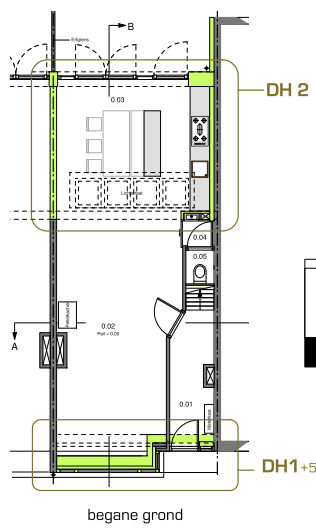 B
Erfgrens
0.03
DH 2
0.04
0.05
0.02
Peil = 0.00
A
0.01
DH1+5
begane grond